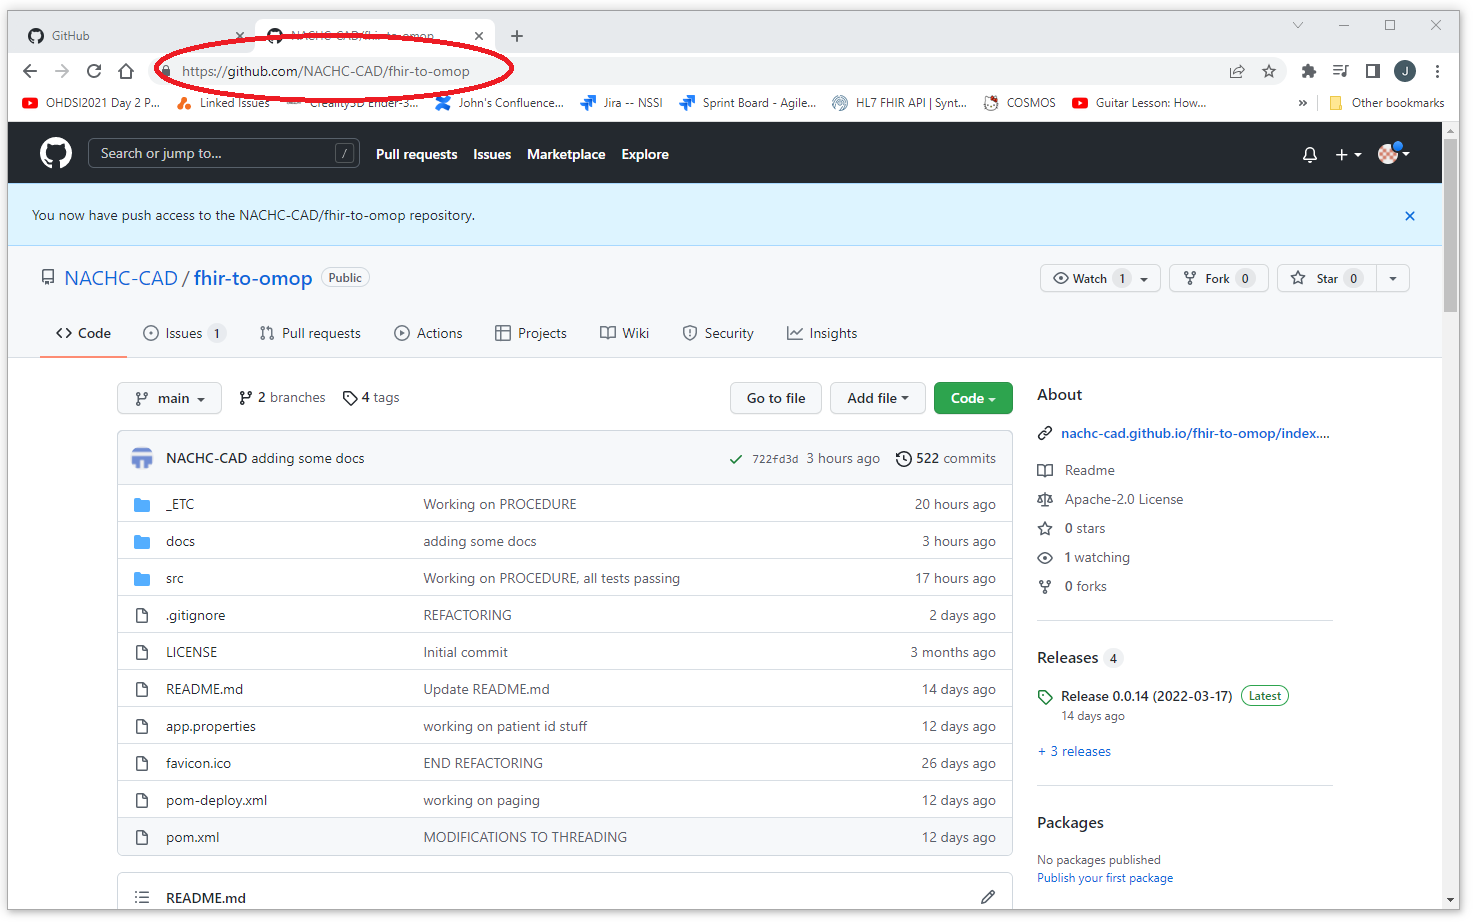 GitHub
NACHC-CAD/fhir-to-omop
https://github.com/NACHC-CAD/fhir-to-omop
J
OHDSI2021 Day 2 P...
Linked Issues
Creality3D Ender-3...
John's Confluence...
Jira -- NSSI
Sprint Board - Agile...
HL7 FHIR API | Synt...
COSMOS
Guitar Lesson: How...
»
Other bookmarks
Search or jump to...
/
Pull requests
Issues
Marketplace
Explore
You now have push access to the NACHC-CAD/fhir-to-omop repository.
NACHC-CAD / fhir-to-omop Public
Watch 1
Fork 0
Star 0
Code
Issues 1
Pull requests
Actions
Projects
Wiki
Security
Insights
main
2 branches
4 tags
Go to file
Add file
Code
NACHC-CAD adding some docs 722fd3d 3 hours ago 522 commits
_ETC Working on PROCEDURE 20 hours ago
docs adding some docs 3 hours ago
src Working on PROCEDURE, all tests passing 17 hours ago
.gitignore REFACTORING 2 days ago
LICENSE Initial commit 3 months ago
README.md Update README.md 14 days ago
app.properties working on patient id stuff 12 days ago
favicon.ico END REFACTORING 26 days ago
pom-deploy.xml working on paging 12 days ago
pom.xml MODIFICATIONS TO THREADING 12 days ago
README.md
About
nachc-cad.github.io/fhir-to-omop/index....
Readme
Apache-2.0 License
0 stars
1 watching
0 forks
Releases 4
Release 0.0.14 (2022-03-17) Latest
14 days ago
+ 3 releases
Packages
No packages published
Publish your first package